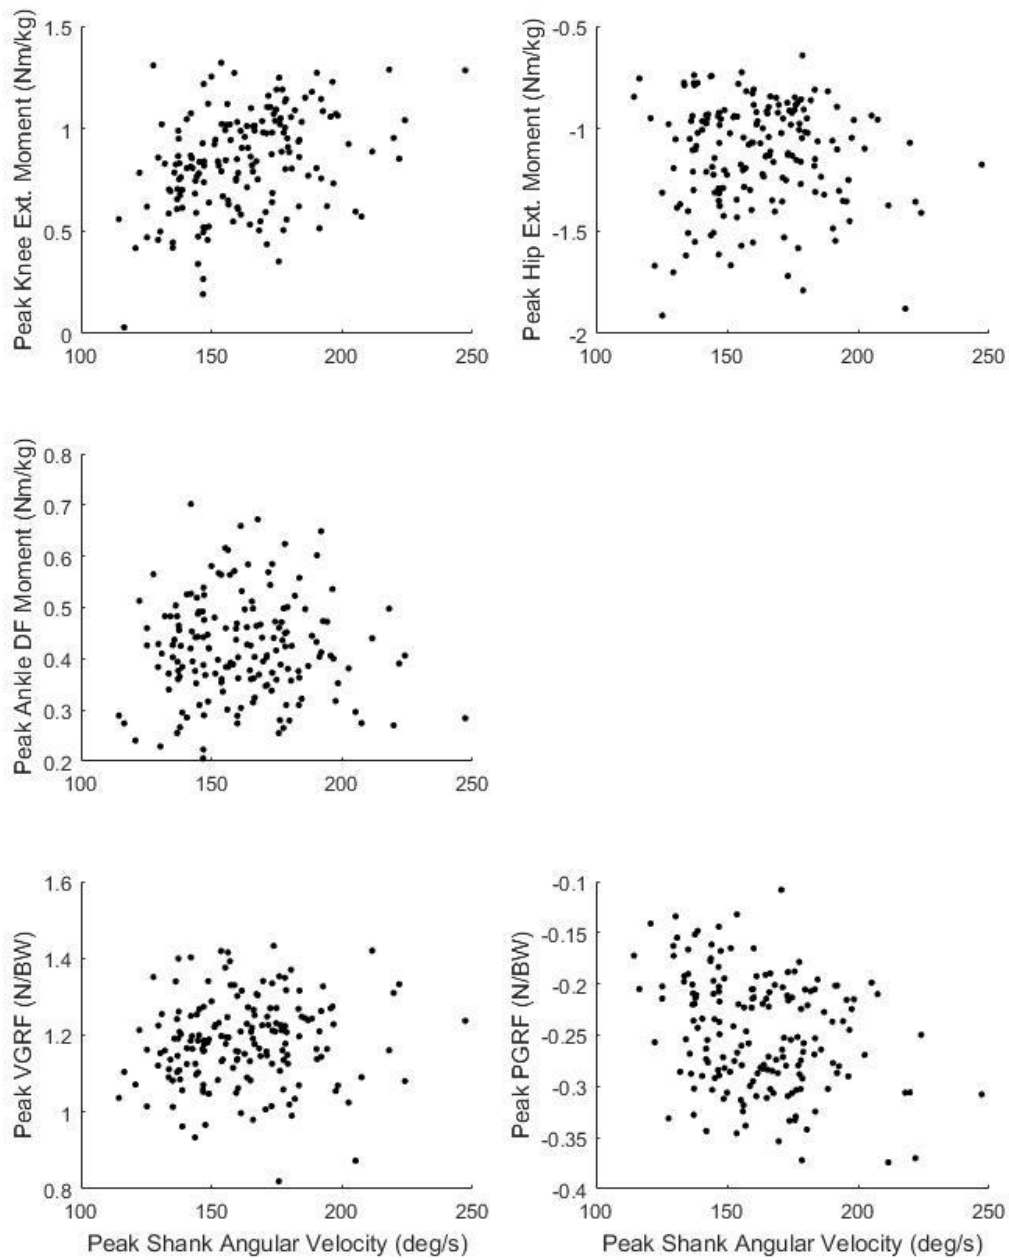 Peak Knee Ext. Moment (Nm/kg)
1.5
1
0.5
0
100 150 200 250
Peak Hip Ext. Moment (Nm/kg)
-0.5
-1
-1.5
-2
100 150 200 250
Peak Ankle DF Moment (Nm/kg)
0.8
0.7
0.6
0.5
0.4
0.3
0.2
100 150 200 250
Peak VGRF (N/BW)
1.6
1.4
1.2
1
0.8
100 150 200 250
Peak Shank Angular Velocity (deg/s)
Peak PGRF (N/BW)
-0.1
-0.15
-0.2
-0.25
-0.3
-0.35
-0.4
100 150 200 250
Peak Shank Angular Velocity (deg/s)